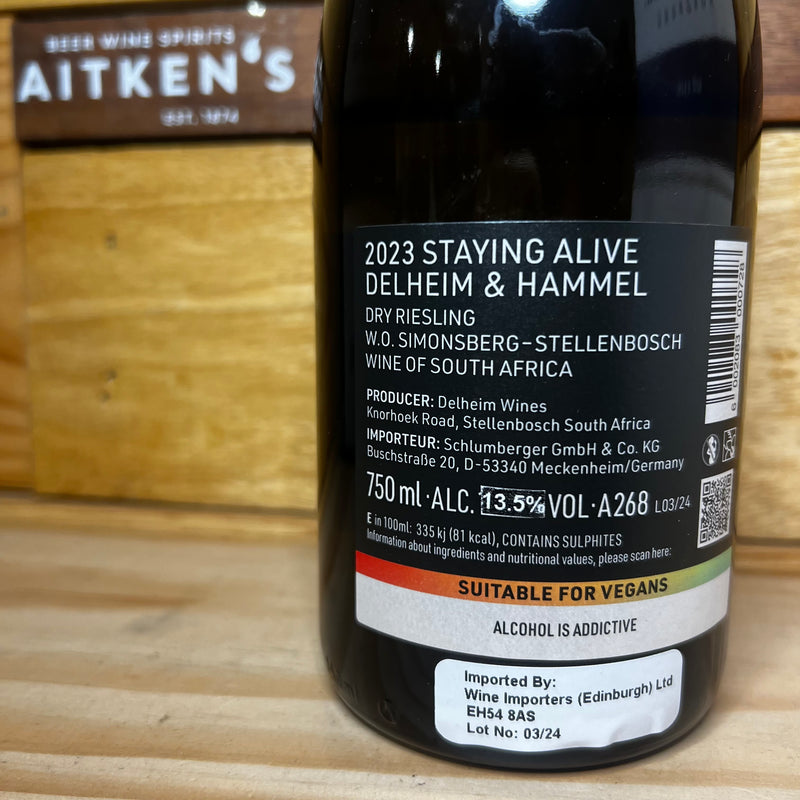 BEER WINE SPIRITS
AITKEN'S
EST. 1874
2023 STAYING ALIVE
DELHEIM & HAMMEL
DRY RIESLING
W.O. SIMONSBERG–STELLENBOSCH
WINE OF SOUTH AFRICA
PRODUCER: Delheim Wines
Knorhoek Road, Stellenbosch South Africa
IMPORTEUR: Schlumberger GmbH & Co. KG
Buschstraße 20, D-53340 Meckenheim/Germany
750 ml · ALC. 13.5% VOL · A268 L03/24
E in 100ml: 335 kj (81 kcal), CONTAINS SULPHITES
Information about ingredients and nutritional values, please scan here:
6 002083 000728
SUITABLE FOR VEGANS
ALCOHOL IS ADDICTIVE
Imported By:
Wine Importers (Edinburgh) Ltd
EH54 8AS
Lot No: 03/24